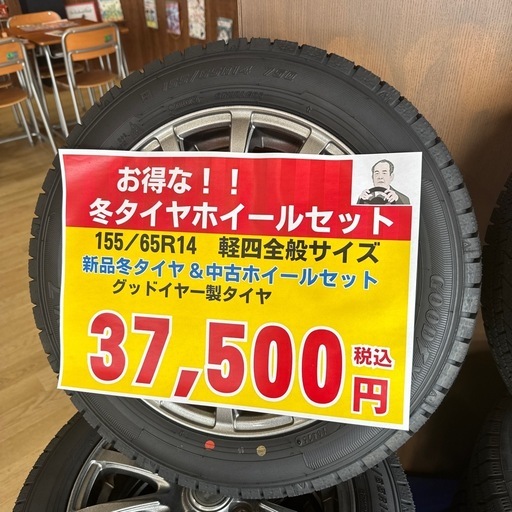 お得な！！
冬タイヤホイールセット
155/65R14 軽四全般サイズ
新品冬タイヤ＆中古ホイールセット
グッドイヤー製タイヤ
37,500
税込
円